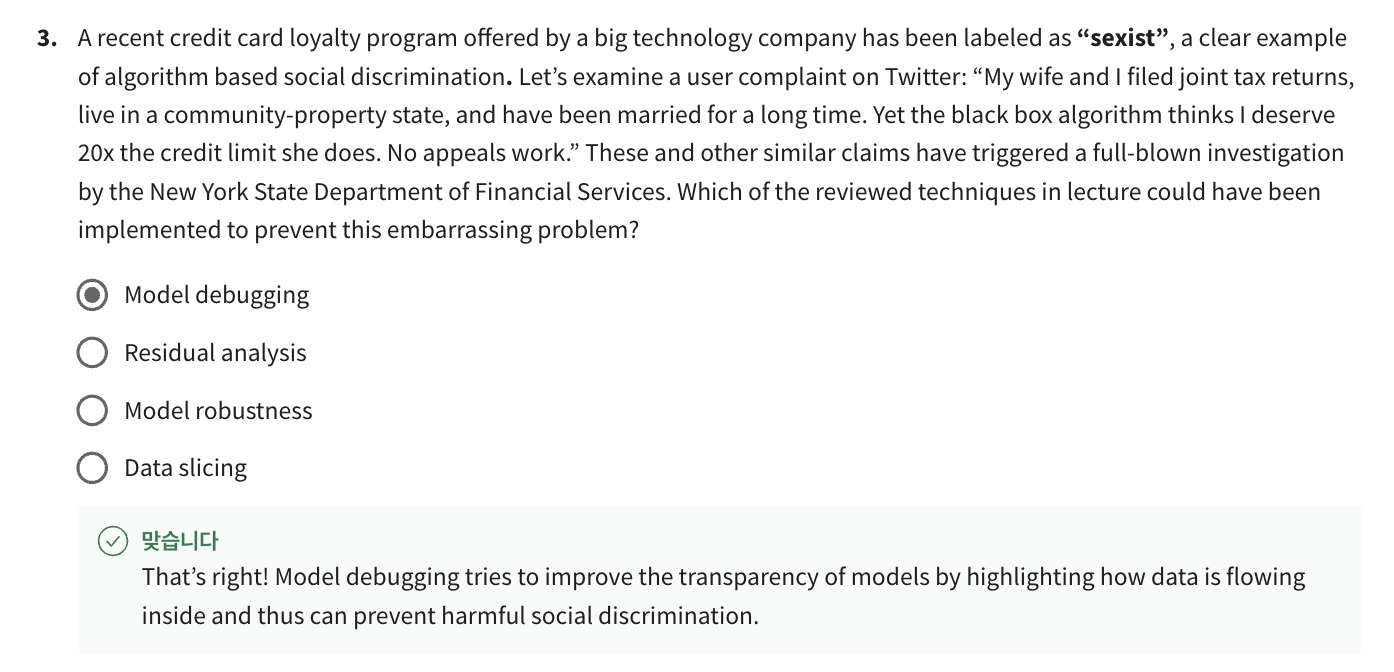 3. A recent credit card loyalty program offered by a big technology company has been labeled as “sexist”, a clear example
of algorithm based social discrimination. Let’s examine a user complaint on Twitter: “My wife and I filed joint tax returns,
live in a community-property state, and have been married for a long time. Yet the black box algorithm thinks I deserve
20x the credit limit she does. No appeals work.” These and other similar claims have triggered a full-blown investigation
by the New York State Department of Financial Services. Which of the reviewed techniques in lecture could have been
implemented to prevent this embarrassing problem?
Model debugging
Residual analysis
Model robustness
Data slicing
맞습니다
That’s right! Model debugging tries to improve the transparency of models by highlighting how data is flowing
inside and thus can prevent harmful social discrimination.